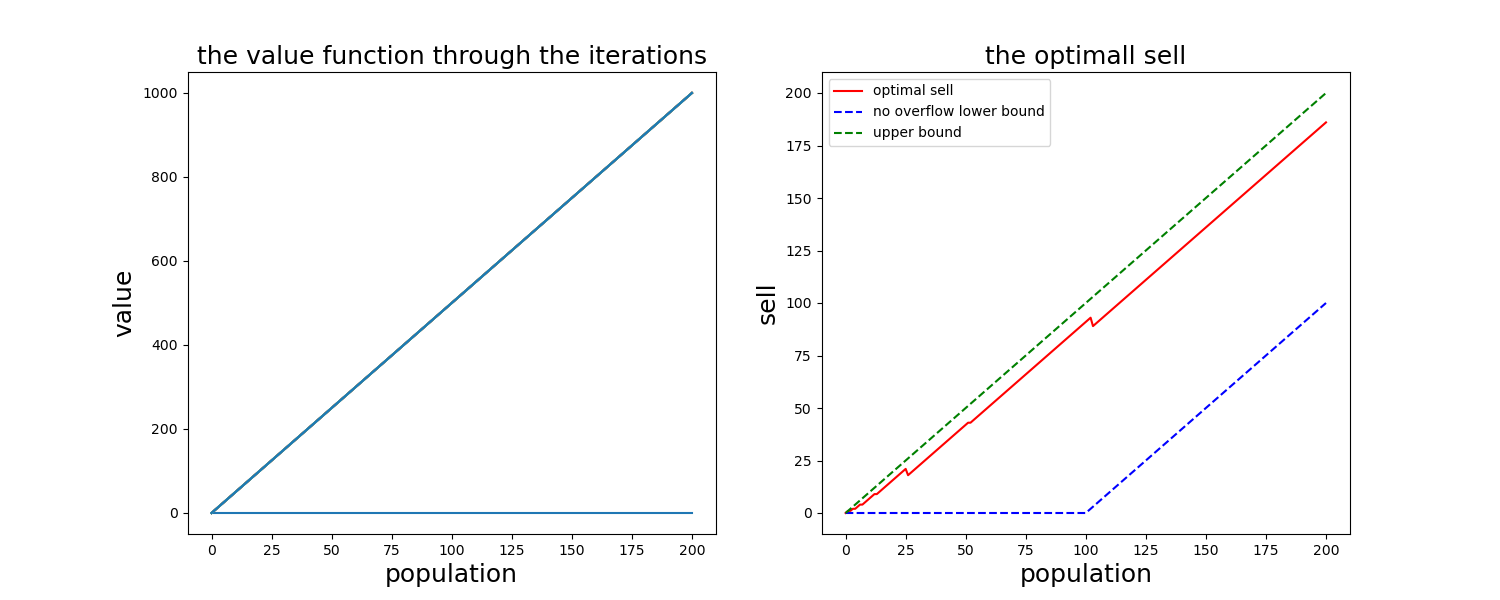 the value function through the iterations
1000
800
600
400
200
0
value
0 25 50 75 100 125 150 175 200
population
the optimall sell
optimal sell
no overflow lower bound
upper bound
200
175
150
125
100
75
50
25
0
sell
0 25 50 75 100 125 150 175 200
population